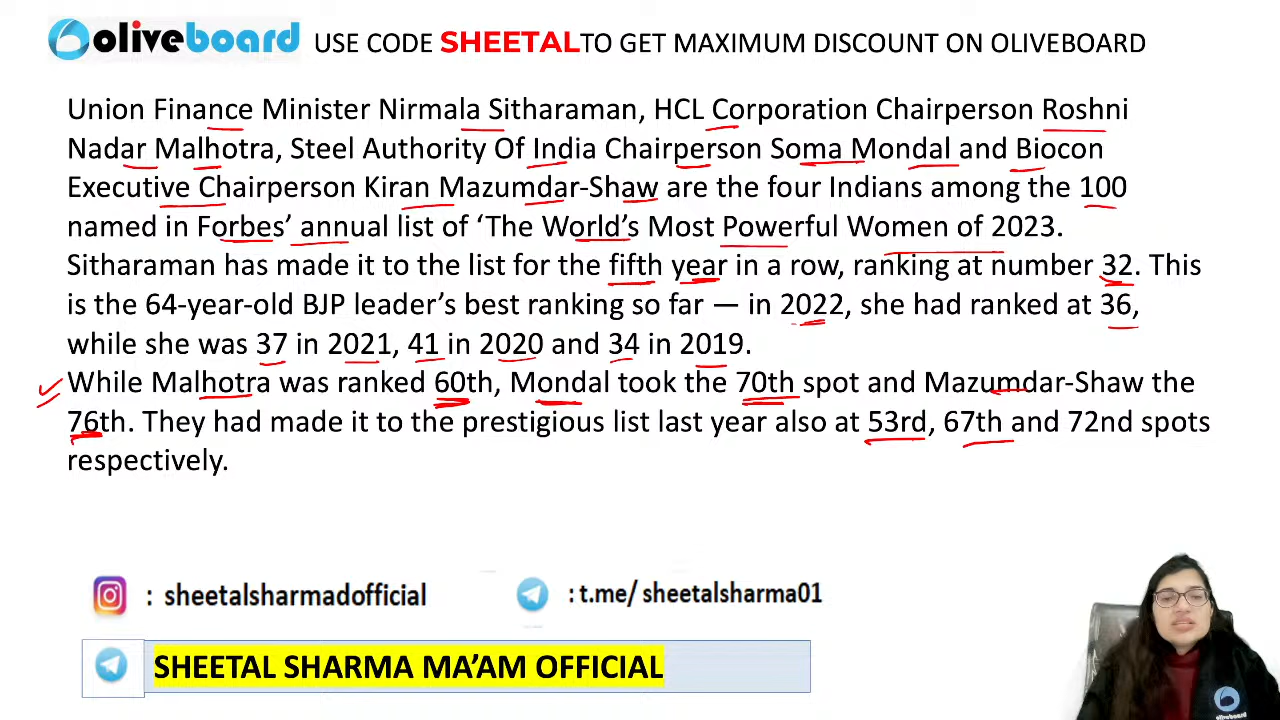 oliveboard USE CODE SHEETAL TO GET MAXIMUM DISCOUNT ON OLIVEBOARD
Union Finance Minister Nirmala Sitharaman, HCL Corporation Chairperson Roshni
Nadar Malhotra, Steel Authority Of India Chairperson Soma Mondal and Biocon
Executive Chairperson Kiran Mazumdar-Shaw are the four Indians among the 100
named in Forbes’ annual list of ‘The World’s Most Powerful Women of 2023.
Sitharaman has made it to the list for the fifth year in a row, ranking at number 32. This
is the 64-year-old BJP leader’s best ranking so far — in 2022, she had ranked at 36,
while she was 37 in 2021, 41 in 2020 and 34 in 2019.
While Malhotra was ranked 60th, Mondal took the 70th spot and Mazumdar-Shaw the
76th. They had made it to the prestigious list last year also at 53rd, 67th and 72nd spots
respectively.
: sheetalsharmadofficial
: t.me/ sheetalsharma01
SHEETAL SHARMA MA’AM OFFICIAL
oliveboard